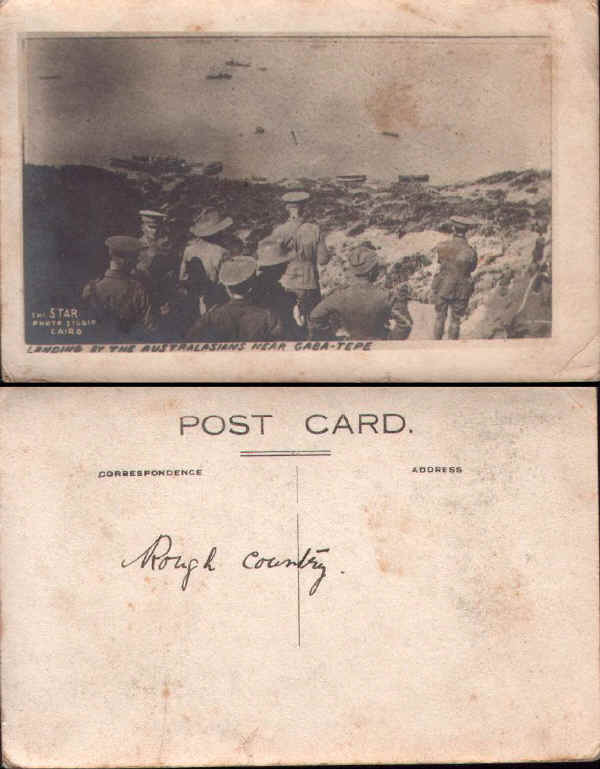 THE STAR
PHOTO STUDIO
CAIRO
LANDING BY THE AUSTRALASIANS NEAR GABA-TEPE
POST CARD.
CORRESPONDENCE
ADDRESS
Rough country.